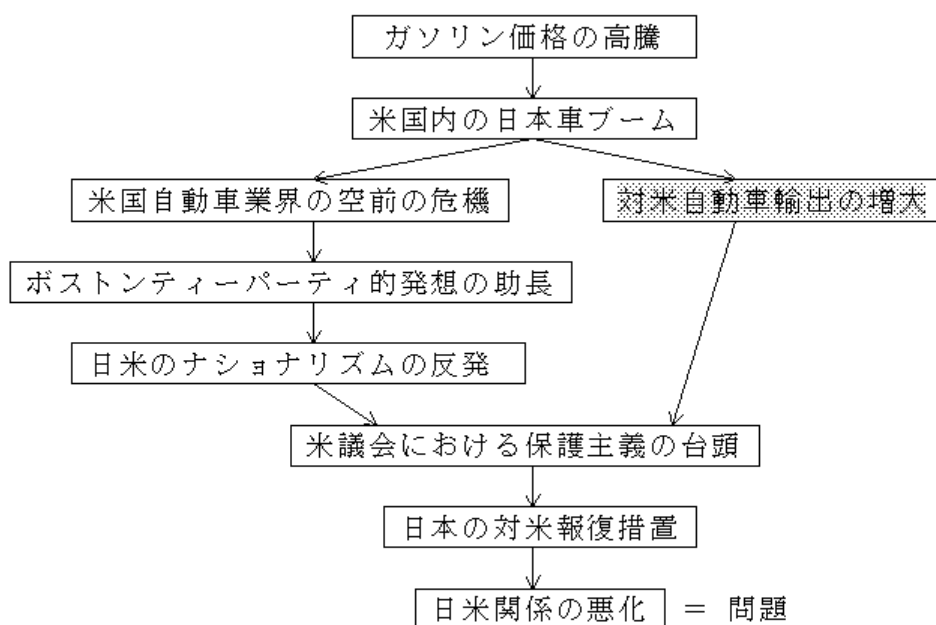 ガソリン価格の高騰
米国内の日本車ブーム
米国自動車業界の空前の危機
対米自動車輸出の増大
ボストンティーパーティ的発想の助長
日米のナショナリズムの反発
米議会における保護主義の台頭
日本の対米報復措置
日米関係の悪化 = 問題